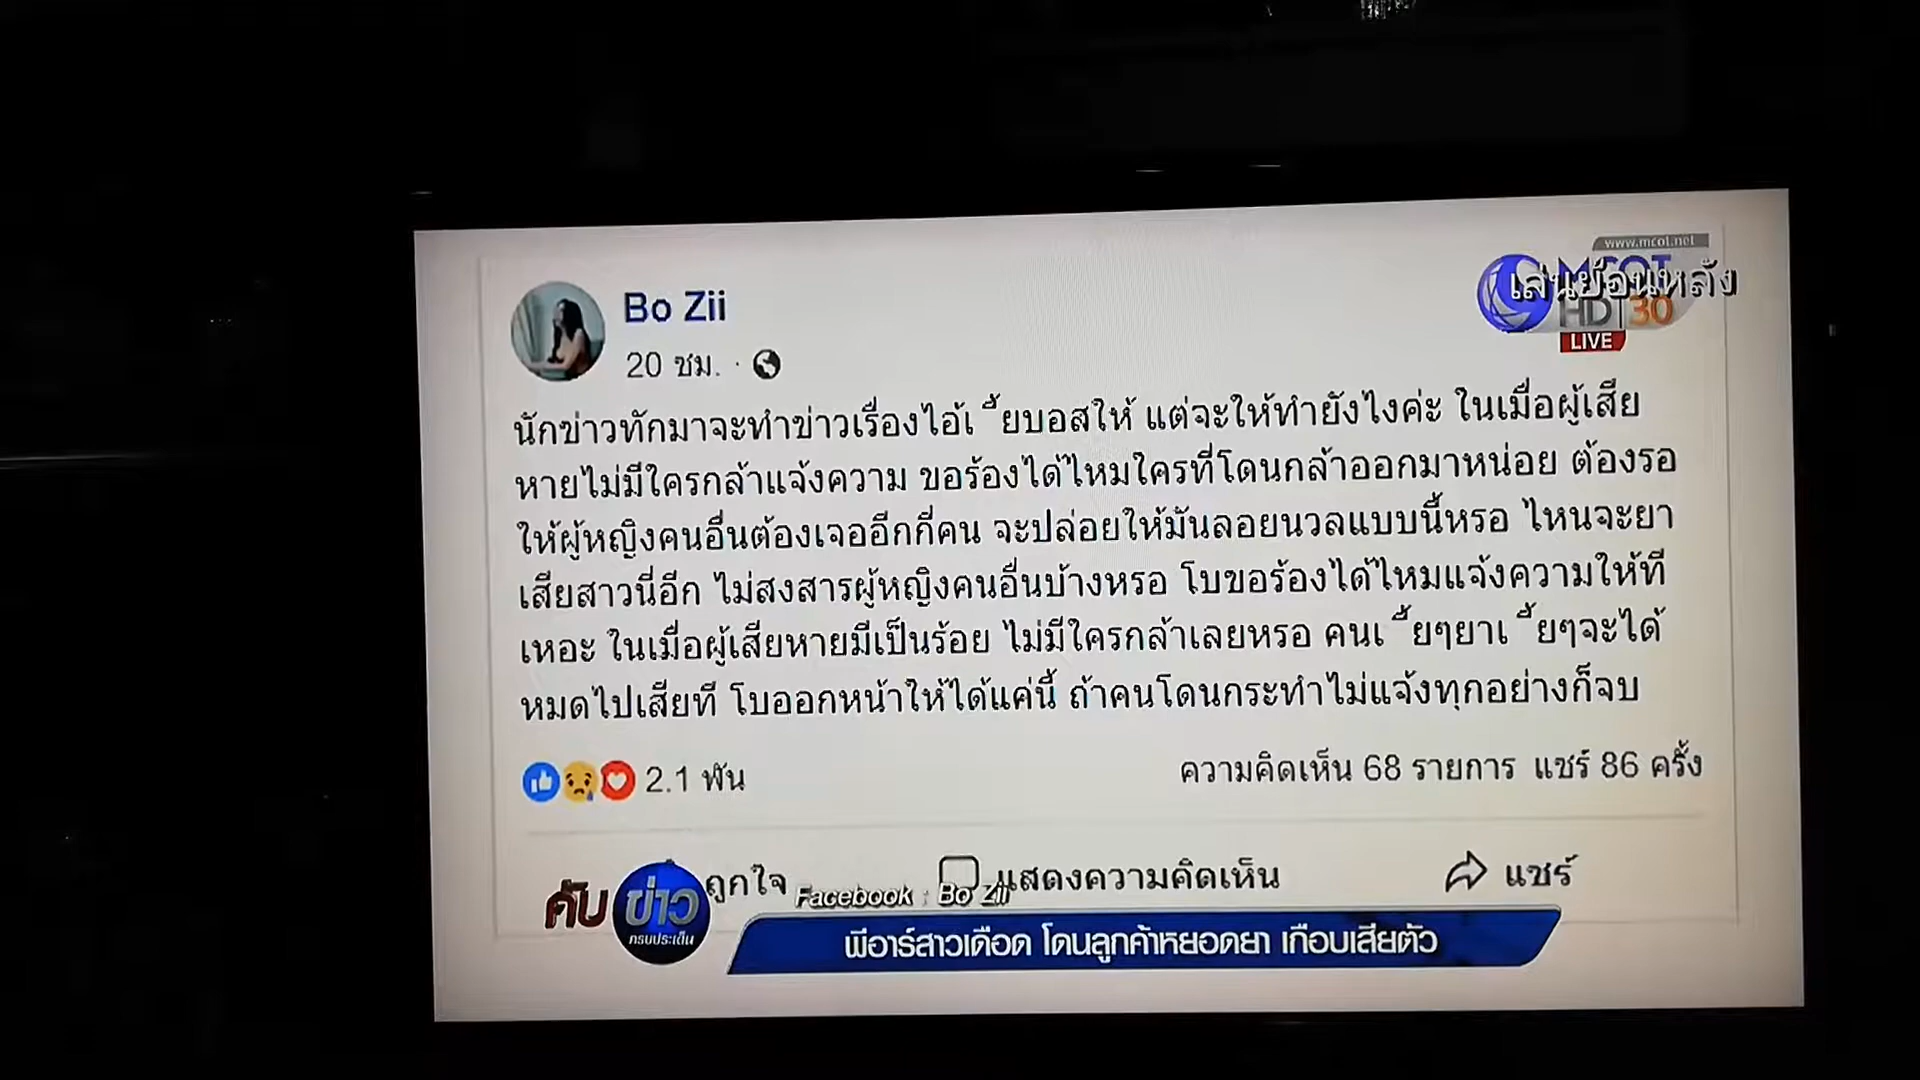 www.mcot.net
MCOT
เล่นย้อนหลัง
HD 30
LIVE
Bo Zii
20 ชม. ·
นักข่าวทักมาจะทำข่าวเรื่องไอ้เ ี้ยบอสให้ แต่จะให้ทำยังไงค่ะ ในเมื่อผู้เสีย
หายไม่มีใครกล้าแจ้งความ ขอร้องได้ไหมใครที่โดนกล้าออกมาหน่อย ต้องรอ
ให้ผู้หญิงคนอื่นต้องเจออีกกี่คน จะปล่อยให้มันลอยนวลแบบนี้หรอ ไหนจะยา
เสียสาวนี่อีก ไม่สงสารผู้หญิงคนอื่นบ้างหรอ โบขอร้องได้ไหมแจ้งความให้ที
เหอะ ในเมื่อผู้เสียหายมีเป็นร้อย ไม่มีใครกล้าเลยหรอ คนเ ี้ยๆยาเ ี้ยๆจะได้
หมดไปเสียที โบออกหน้าให้ได้แค่นี้ ถ้าคนโดนกระทำไม่แจ้งทุกอย่างก็จบ
2.1 พัน ความคิดเห็น 68 รายการ แชร์ 86 ครั้ง
ถูกใจ แสดงความคิดเห็น แชร์
Facebook : Bo Zii
คับข่าว
ครบประเด็น
พีอาร์สาวเดือด โดนลูกค้าหยอดยา เกือบเสียตัว